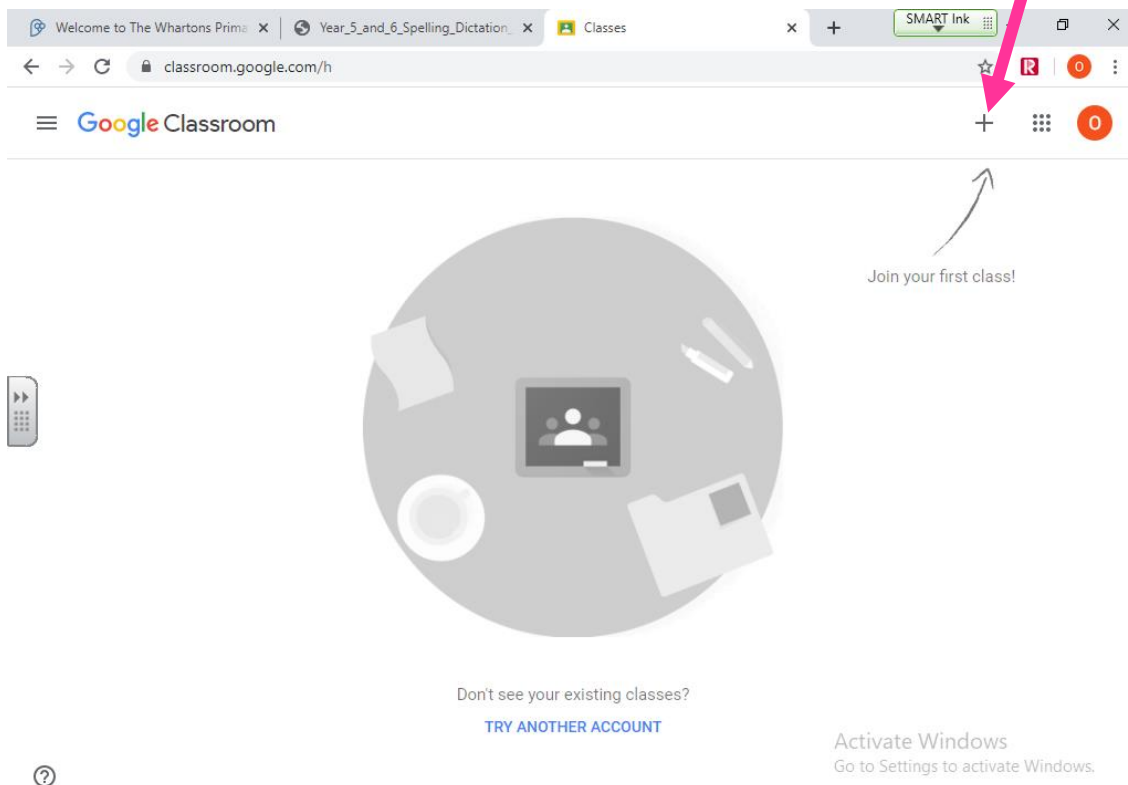 Welcome to The Whartons Prima
Year_5_and_6_Spelling_Dictation_
Classes
SMART Ink
classroom.google.com/h
R
O
Google Classroom
O
Join your first class!
Don't see your existing classes?
TRY ANOTHER ACCOUNT
Activate Windows
Go to Settings to activate Windows.